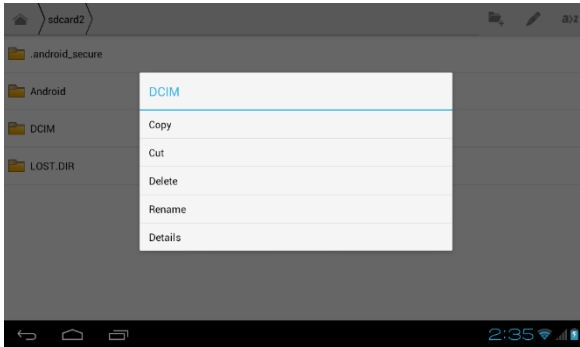 sdcard2
a)z
.android_secure
Android
DCIM
LOST.DIR
DCIM
Copy
Cut
Delete
Rename
Details
2:35